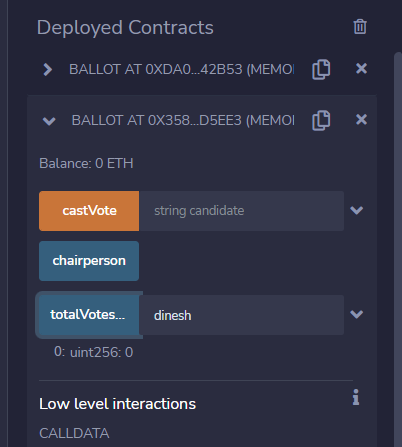 Deployed Contracts
BALLOT AT 0XDA0...42B53 (MEMOI
BALLOT AT 0X358...D5EE3 (MEMOI
Balance: 0 ETH
castVote string candidate
chairperson
totalVotes... dinesh
0: uint256: 0
Low level interactions
CALLDATA